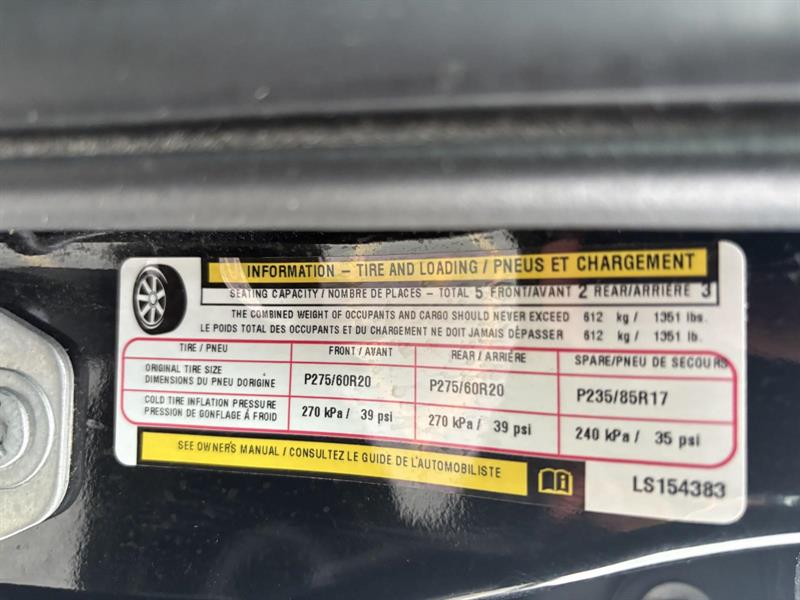 INFORMATION – TIRE AND LOADING / PNEUS ET CHARGEMENT
SEATING CAPACITY / NOMBRE DE PLACES – TOTAL 5 FRONT/AVANT 2 REAR/ARRIÈRE 3
THE COMBINED WEIGHT OF OCCUPANTS AND CARGO SHOULD NEVER EXCEED 612 kg / 1351 lbs.
LE POIDS TOTAL DES OCCUPANTS ET DU CHARGEMENT NE DOIT JAMAIS DÉPASSER 612 kg / 1351 lb.
TIRE / PNEU FRONT / AVANT REAR / ARRIÈRE SPARE/PNEU DE SECOURS
ORIGINAL TIRE SIZE
DIMENSIONS DU PNEU DORIGINE P275/60R20 P275/60R20 P235/85R17
COLD TIRE INFLATION PRESSURE
PRESSION DE GONFLAGE À FROID 270 kPa / 39 psi 270 kPa / 39 psi 240 kPa / 35 psi
SEE OWNER'S MANUAL / CONSULTEZ LE GUIDE DE L'AUTOMOBILISTE
LS154383